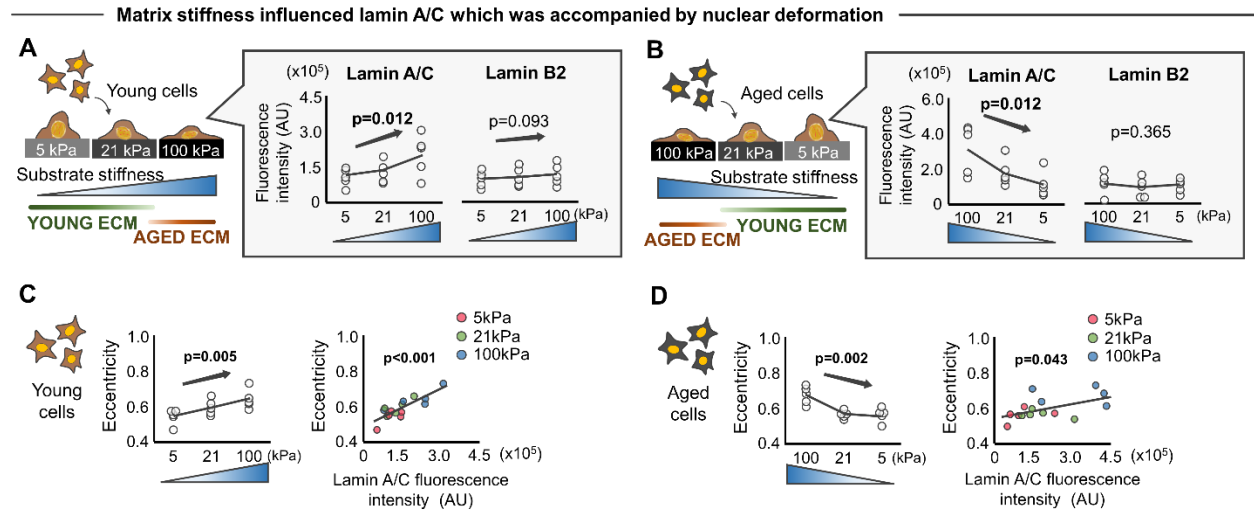 Matrix stiffness influenced lamin A/C which was accompanied by nuclear deformation
A
Young cells
5 kPa 21 kPa 100 kPa
Substrate stiffness
YOUNG ECM
AGED ECM
(x10⁵) Lamin A/C Lamin B2
Fluorescence
intensity (AU)
4.5
3.0
1.5
0
p=0.012
p=0.093
5 21 100 5 21 100 (kPa)
B
Aged cells
100 kPa 21 kPa 5 kPa
Substrate stiffness
YOUNG ECM
AGED ECM
(x10⁵) Lamin A/C Lamin B2
Fluorescence
intensity (AU)
6.0
4.0
2.0
0
p=0.012
p=0.365
100 21 5 100 21 5 (kPa)
C
Young
cells
Eccentricity
1.0
0.8
0.6
0.4
p=0.005
5 21 100 (kPa)
Eccentricity
1.0
0.8
0.6
0.4
p<0.001
5kPa
21kPa
100kPa
0 1.5 3.0 4.5 (x10⁵)
Lamin A/C fluorescence
intensity (AU)
D
Aged
cells
Eccentricity
1.0
0.8
0.6
0.4
p=0.002
100 21 5 (kPa)
Eccentricity
1.0
0.8
0.6
0.4
p=0.043
5kPa
21kPa
100kPa
0 1.5 3.0 4.5 (x10⁵)
Lamin A/C fluorescence
intensity (AU)